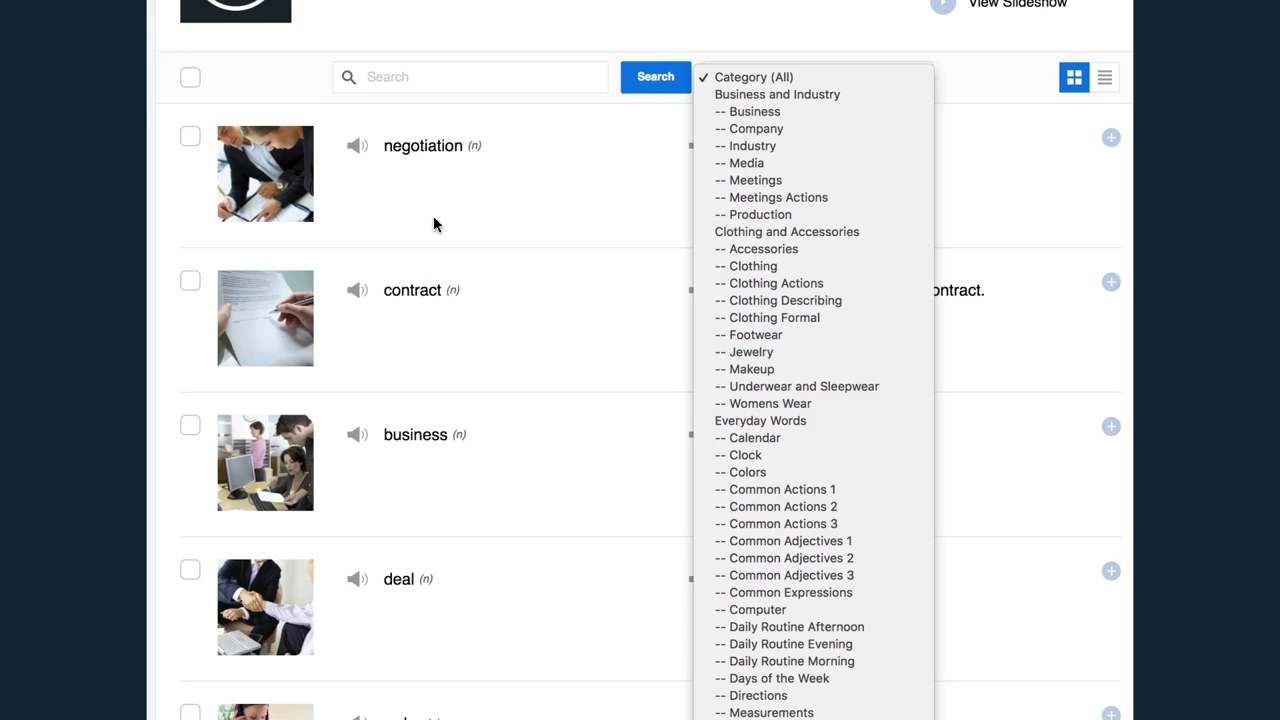 View Slideshow
Search
Search
✓ Category (All)
Business and Industry
-- Business
-- Company
-- Industry
-- Media
-- Meetings
-- Meetings Actions
-- Production
Clothing and Accessories
-- Accessories
-- Clothing
-- Clothing Actions
-- Clothing Describing
-- Clothing Formal
-- Footwear
-- Jewelry
-- Makeup
-- Underwear and Sleepwear
-- Womens Wear
Everyday Words
-- Calendar
-- Clock
-- Colors
-- Common Actions 1
-- Common Actions 2
-- Common Actions 3
-- Common Adjectives 1
-- Common Adjectives 2
-- Common Adjectives 3
-- Common Expressions
-- Computer
-- Daily Routine Afternoon
-- Daily Routine Evening
-- Daily Routine Morning
-- Days of the Week
-- Directions
-- Measurements
negotiation (n)
contract (n)
ontract.
business (n)
deal (n)